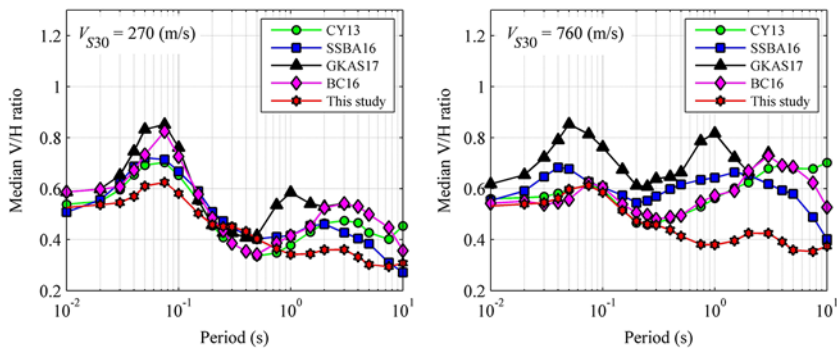 V_S30 = 270 (m/s)
CY13
SSBA16
GKAS17
BC16
This study
Median V/H ratio
1.2
1
0.8
0.6
0.4
0.2
10^-2
10^-1
10^0
10^1
Period (s)
V_S30 = 760 (m/s)
CY13
SSBA16
GKAS17
BC16
This study
Median V/H ratio
1.2
1
0.8
0.6
0.4
0.2
10^-2
10^-1
10^0
10^1
Period (s)